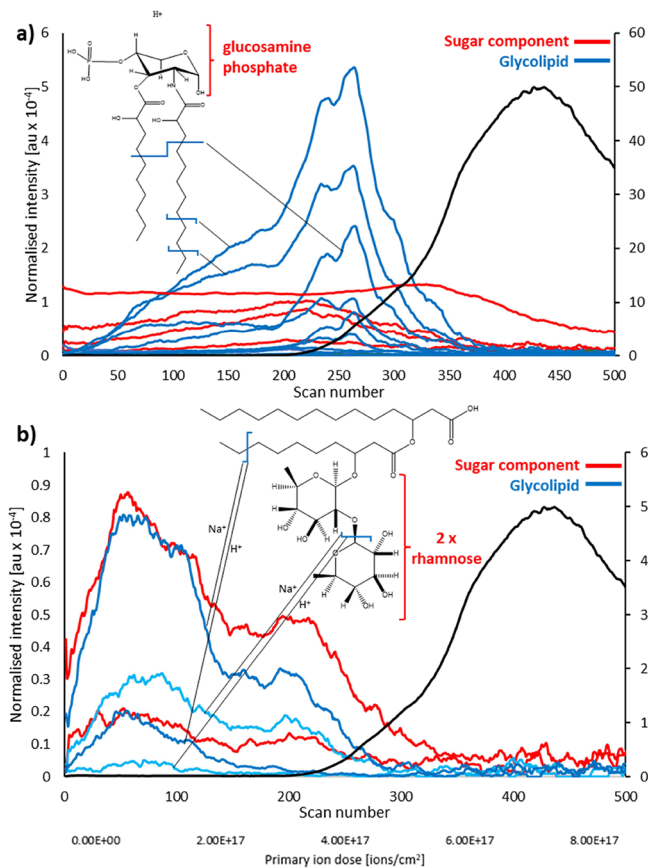 a)
H+
glucosamine
phosphate
Sugar component
Glycolipid
Normalised intensity [au x 10⁻⁴]
6
5
4
3
2
1
0
60
50
40
30
20
10
0
HO
P
O
OH
H
HN
0 50 100 150 200 250 300 350 400 450 500
Scan number
b)
OH
O
Sugar component
Glycolipid
2 x
rhamnose
Na⁺
H⁺
Na⁺
H⁺
Normalised intensity [au x 10⁻⁴]
1
0.9
0.8
0.7
0.6
0.5
0.4
0.3
0.2
0.1
0
6
5
4
3
2
1
0
0 100 200 300 400 500
Scan number
0.00E+00 2.00E+17 4.00E+17 6.00E+17 8.00E+17
Primary ion dose [ions/cm²]